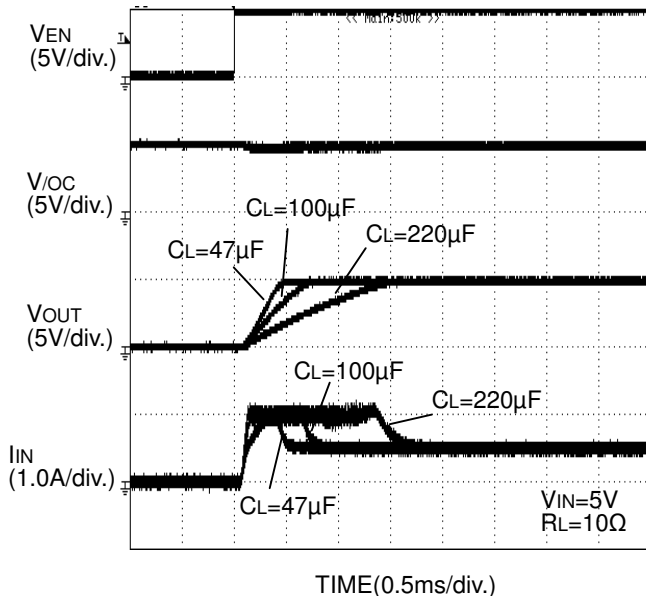 << Main:500k >>
VEN
(5V/div.)
V/OC
(5V/div.)
CL=100µF
CL=47µF
CL=220µF
VOUT
(5V/div.)
CL=100µF
CL=220µF
IIN
(1.0A/div.)
CL=47µF
VIN=5V
RL=10Ω
TIME(0.5ms/div.)